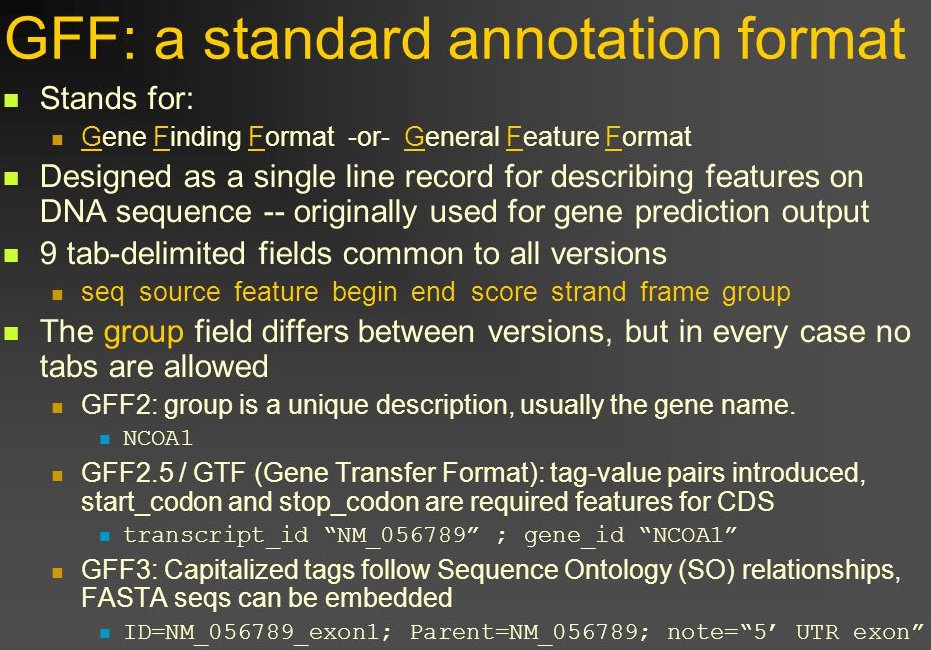 GFF: a standard annotation format
Stands for:
Gene Finding Format -or- General Feature Format
Designed as a single line record for describing features on
DNA sequence -- originally used for gene prediction output
9 tab-delimited fields common to all versions
seq source feature begin end score strand frame group
The group field differs between versions, but in every case no
tabs are allowed
GFF2: group is a unique description, usually the gene name.
NCOA1
GFF2.5 / GTF (Gene Transfer Format): tag-value pairs introduced,
start_codon and stop_codon are required features for CDS
transcript_id “NM_056789” ; gene_id “NCOA1”
GFF3: Capitalized tags follow Sequence Ontology (SO) relationships,
FASTA seqs can be embedded
ID=NM_056789_exon1; Parent=NM_056789; note=“5’ UTR exon”